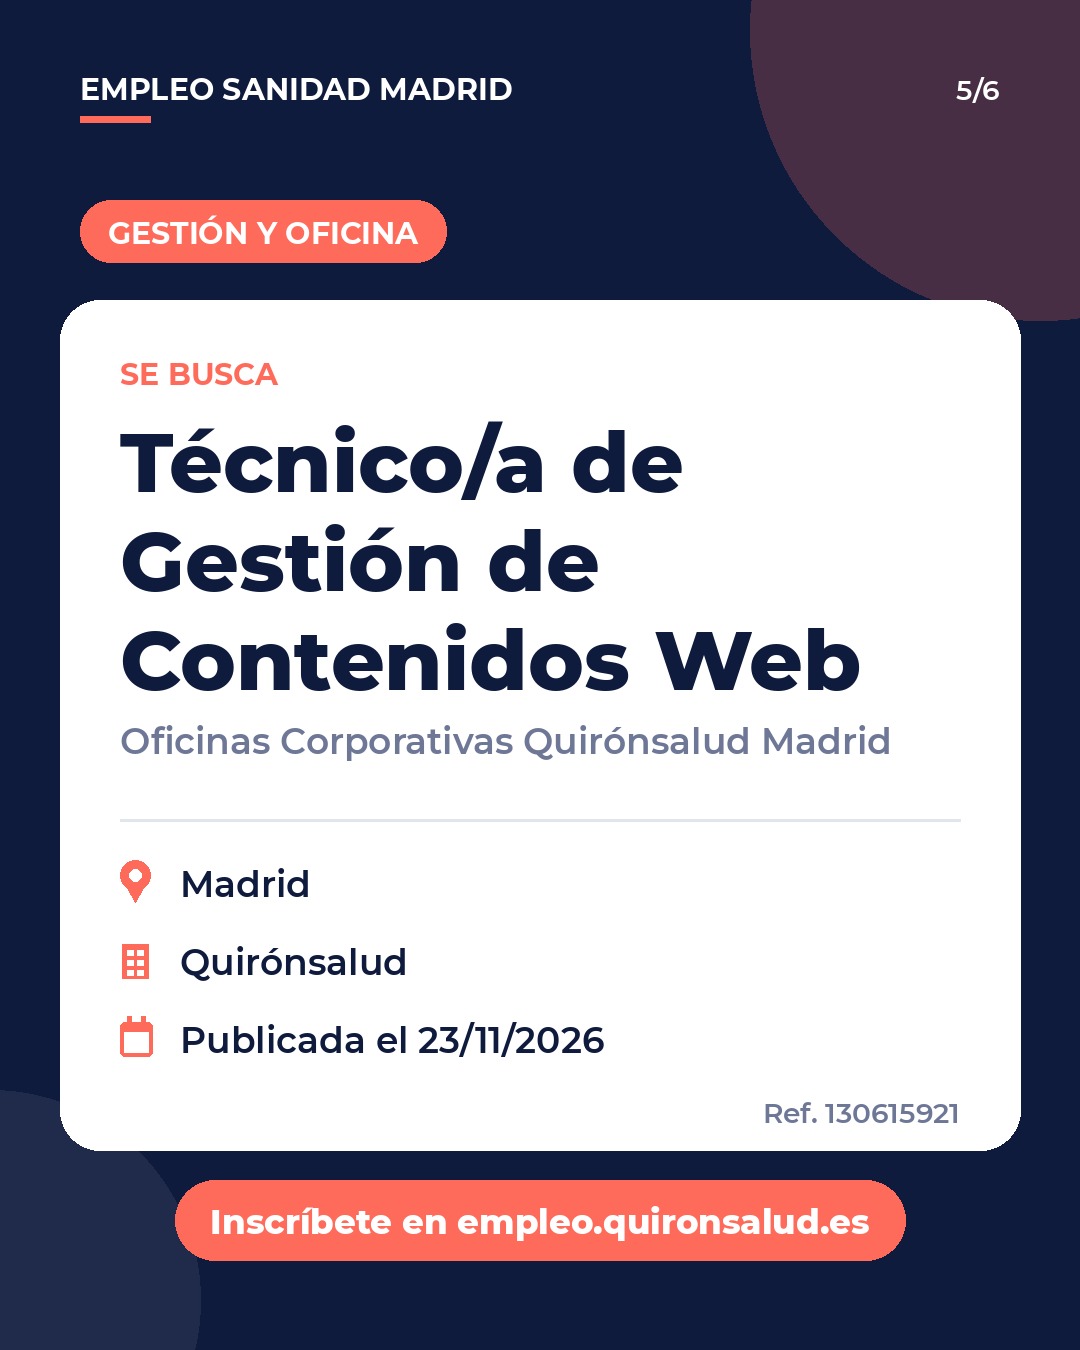 EMPLEO SANIDAD MADRID
5/6
GESTIÓN Y OFICINA
SE BUSCA
Técnico/a de
Gestión de
Contenidos Web
Oficinas Corporativas Quirónsalud Madrid
Madrid
Quirónsalud
Publicada el 23/11/2026
Ref. 130615921
Inscríbete en empleo.quironsalud.es